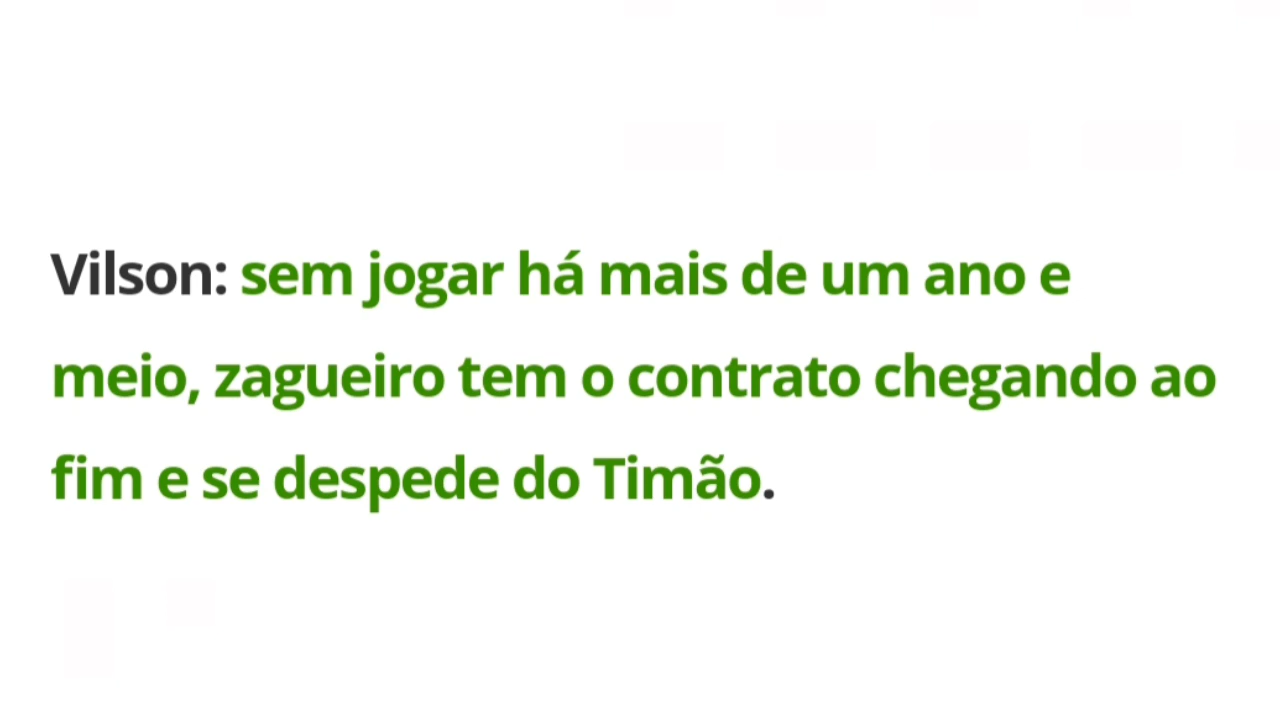 Vilson: sem jogar há mais de um ano e
meio, zagueiro tem o contrato chegando ao
fim e se despede do Timão.